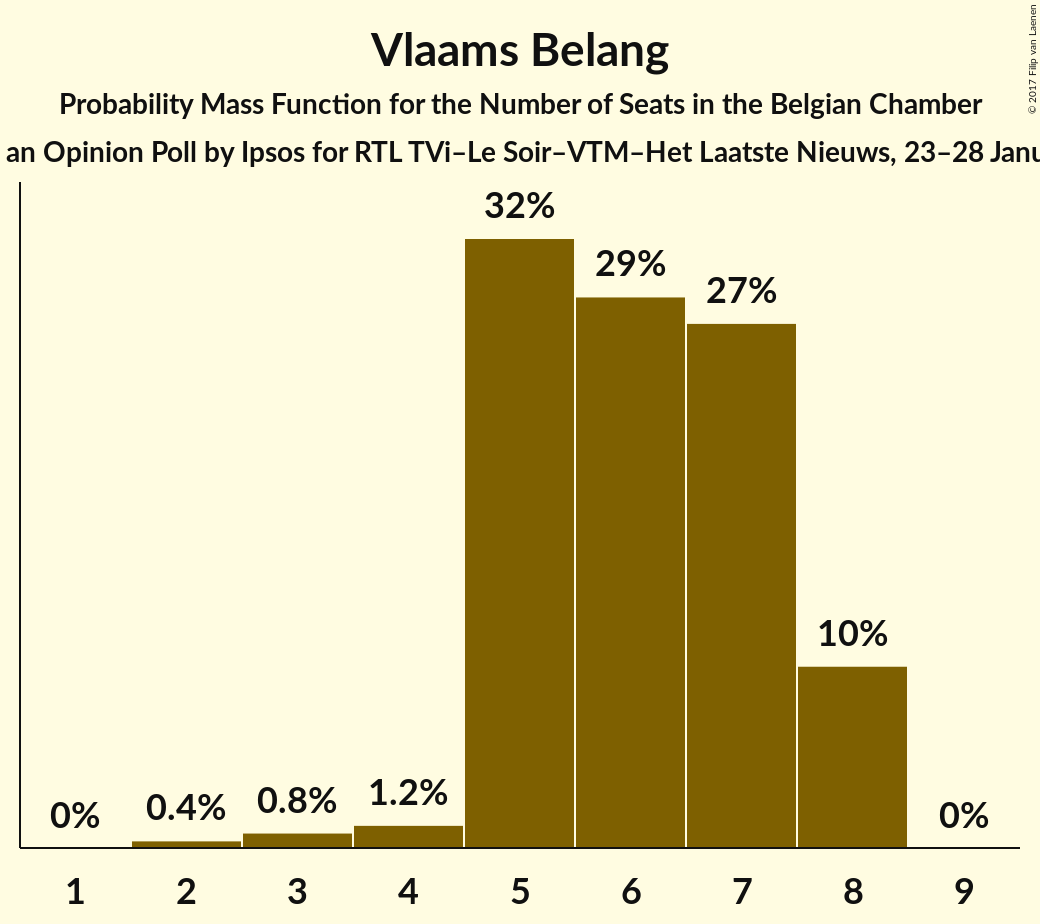 Vlaams Belang
Probability Mass Function for the Number of Seats in the Belgian Chamber
an Opinion Poll by Ipsos for RTL TVi–Le Soir–VTM–Het Laatste Nieuws, 23–28 Janu
© 2017 Filip van Laenen
32%
29%
27%
10%
1.2%
0.8%
0.4%
0%
0%
1 2 3 4 5 6 7 8 9